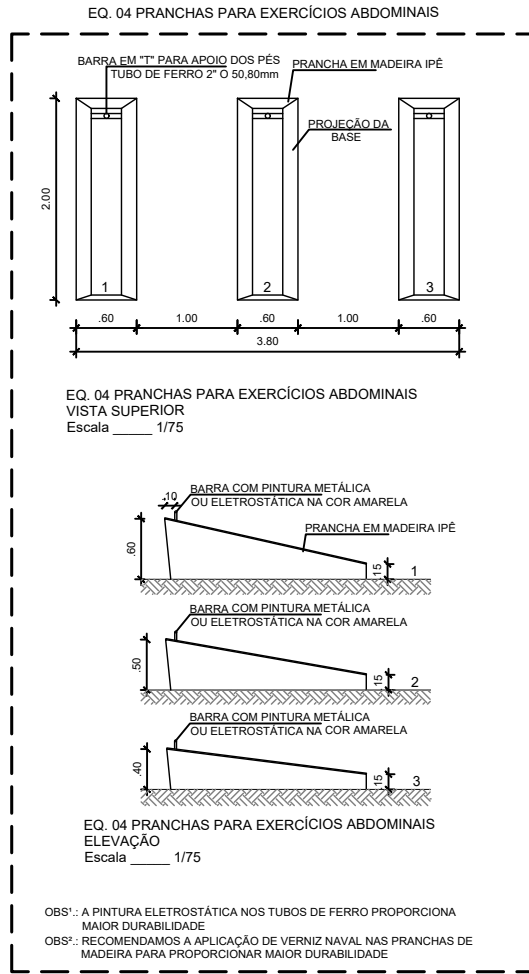 EQ. 04 PRANCHAS PARA EXERCÍCIOS ABDOMINAIS
BARRA EM "T" PARA APOIO DOS PÉS
TUBO DE FERRO 2" O 50,80mm
PRANCHA EM MADEIRA IPÊ
PROJEÇÃO DA
BASE
2.00
1
2
3
.60
1.00
.60
1.00
.60
3.80
EQ. 04 PRANCHAS PARA EXERCÍCIOS ABDOMINAIS
VISTA SUPERIOR
Escala _____ 1/75
.10
BARRA COM PINTURA METÁLICA
OU ELETROSTÁTICA NA COR AMARELA
PRANCHA EM MADEIRA IPÊ
.60
.15
1
BARRA COM PINTURA METÁLICA
OU ELETROSTÁTICA NA COR AMARELA
.50
.15
2
BARRA COM PINTURA METÁLICA
OU ELETROSTÁTICA NA COR AMARELA
.40
.15
3
EQ. 04 PRANCHAS PARA EXERCÍCIOS ABDOMINAIS
ELEVAÇÃO
Escala _____ 1/75
OBS¹.: A PINTURA ELETROSTÁTICA NOS TUBOS DE FERRO PROPORCIONA
MAIOR DURABILIDADE
OBS².: RECOMENDAMOS A APLICAÇÃO DE VERNIZ NAVAL NAS PRANCHAS DE
MADEIRA PARA PROPORCIONAR MAIOR DURABILIDADE